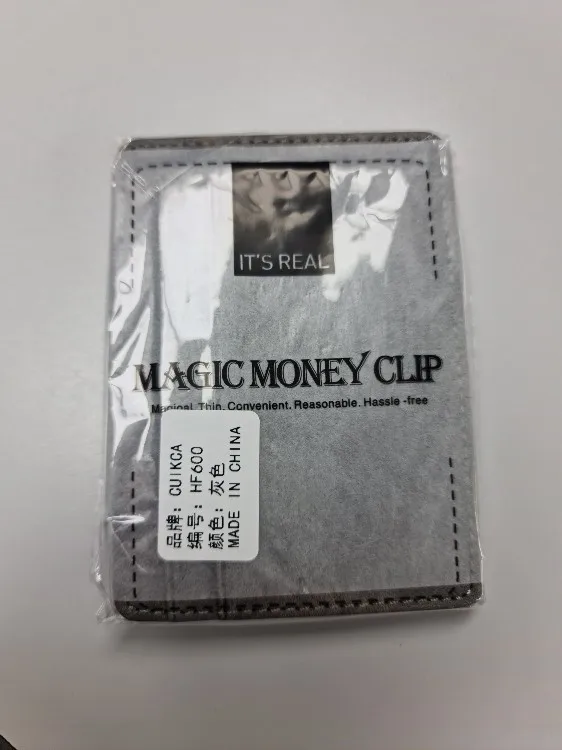 IT'S REAL
MAGIC MONEY CLIP
Magical. Thin. Convenient. Reasonable. Hassle -free
品牌: CUIKCA
编号: HF600
颜色: 灰色
MADE IN CHINA